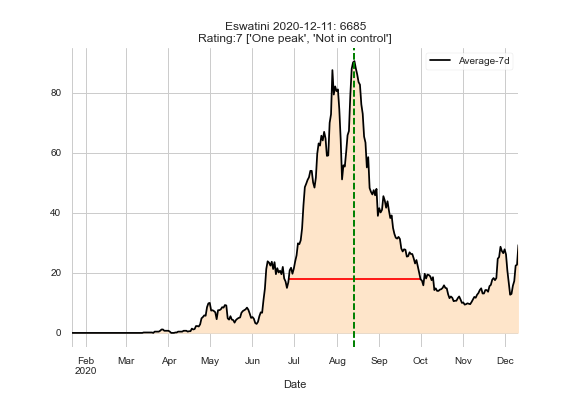 Eswatini 2020-12-11: 6685
Rating:7 ['One peak', 'Not in control']
Average-7d
80
60
40
20
0
Feb Mar Apr May Jun Jul Aug Sep Oct Nov Dec
2020
Date